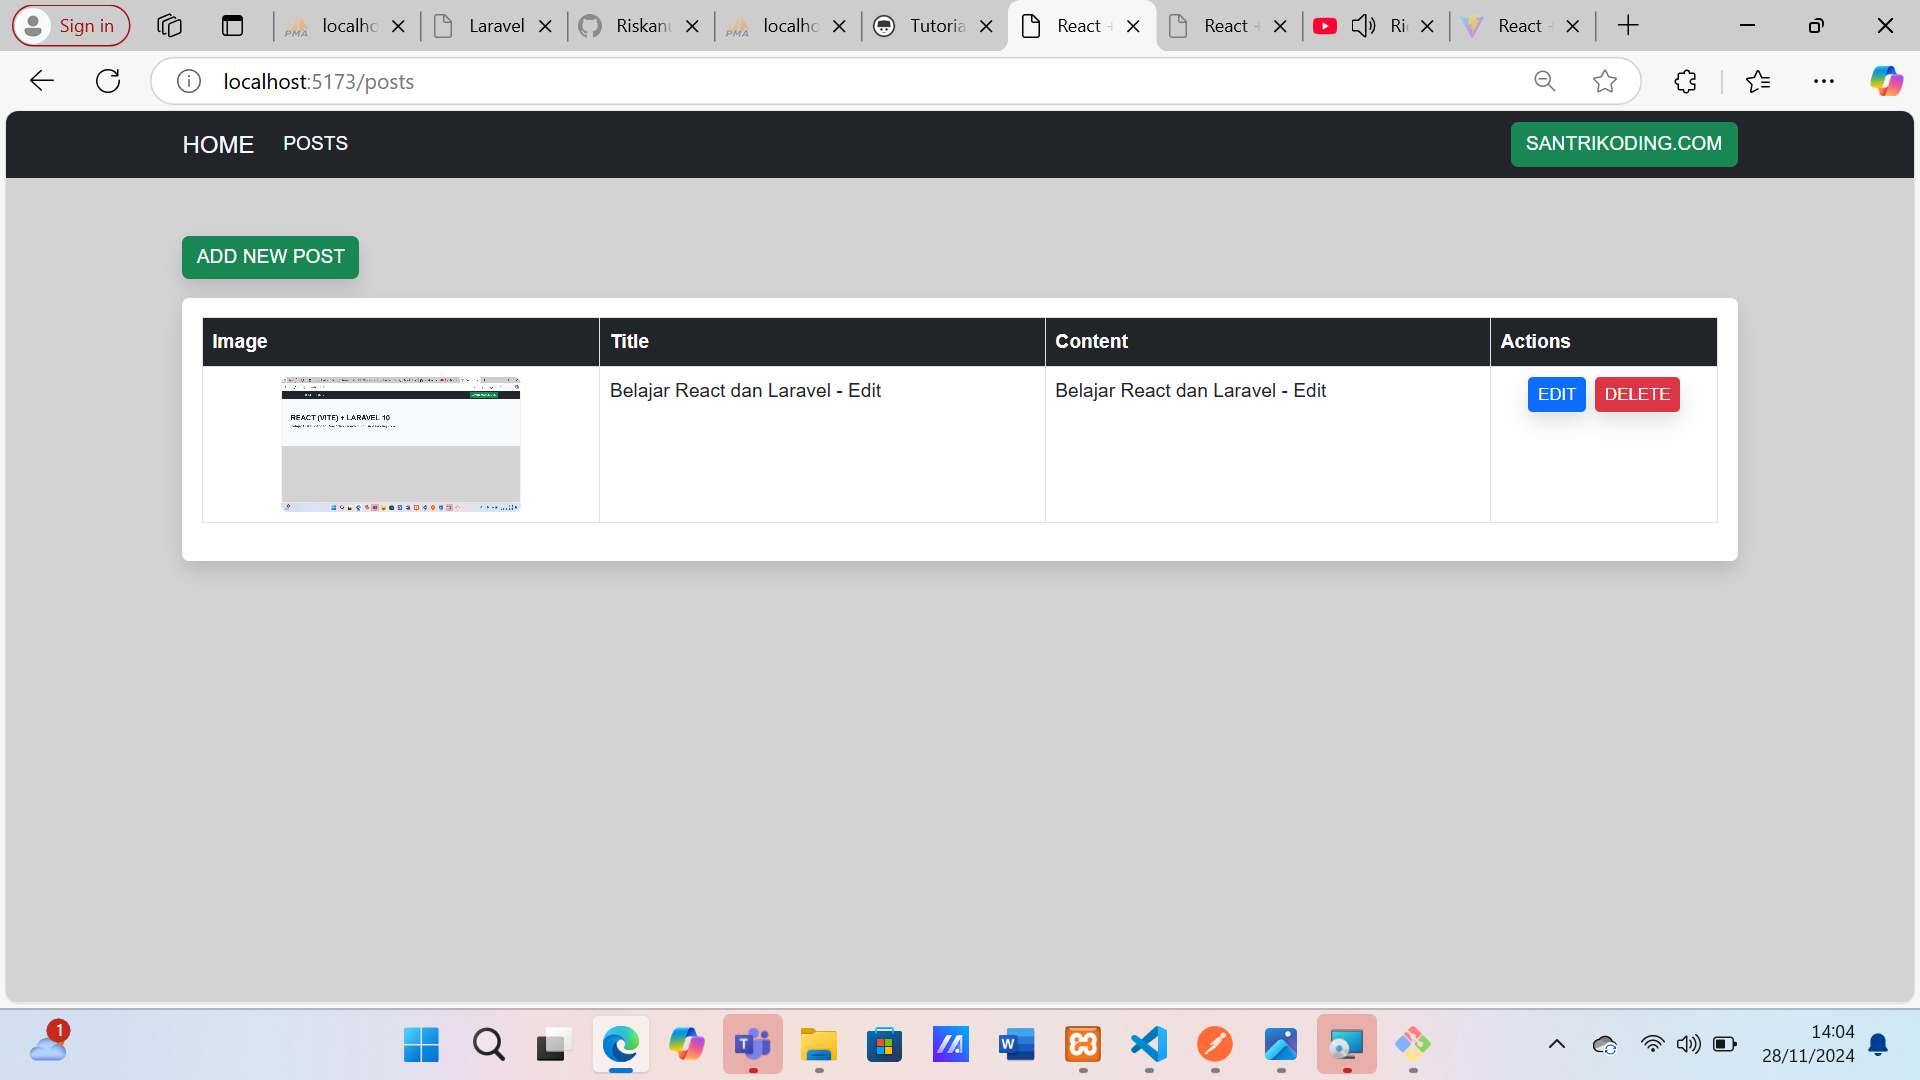 Sign in
localho
Laravel
Riskan
localho
Tutoria
React
React
Ri
React
localhost:5173/posts
HOME
POSTS
SANTRIKODING.COM
ADD NEW POST
Image
Title
Content
Actions
REACT (VITE) + LARAVEL 10
Belajar React dan Laravel - Edit
Belajar React dan Laravel - Edit
EDIT
DELETE
1
14:04
28/11/2024